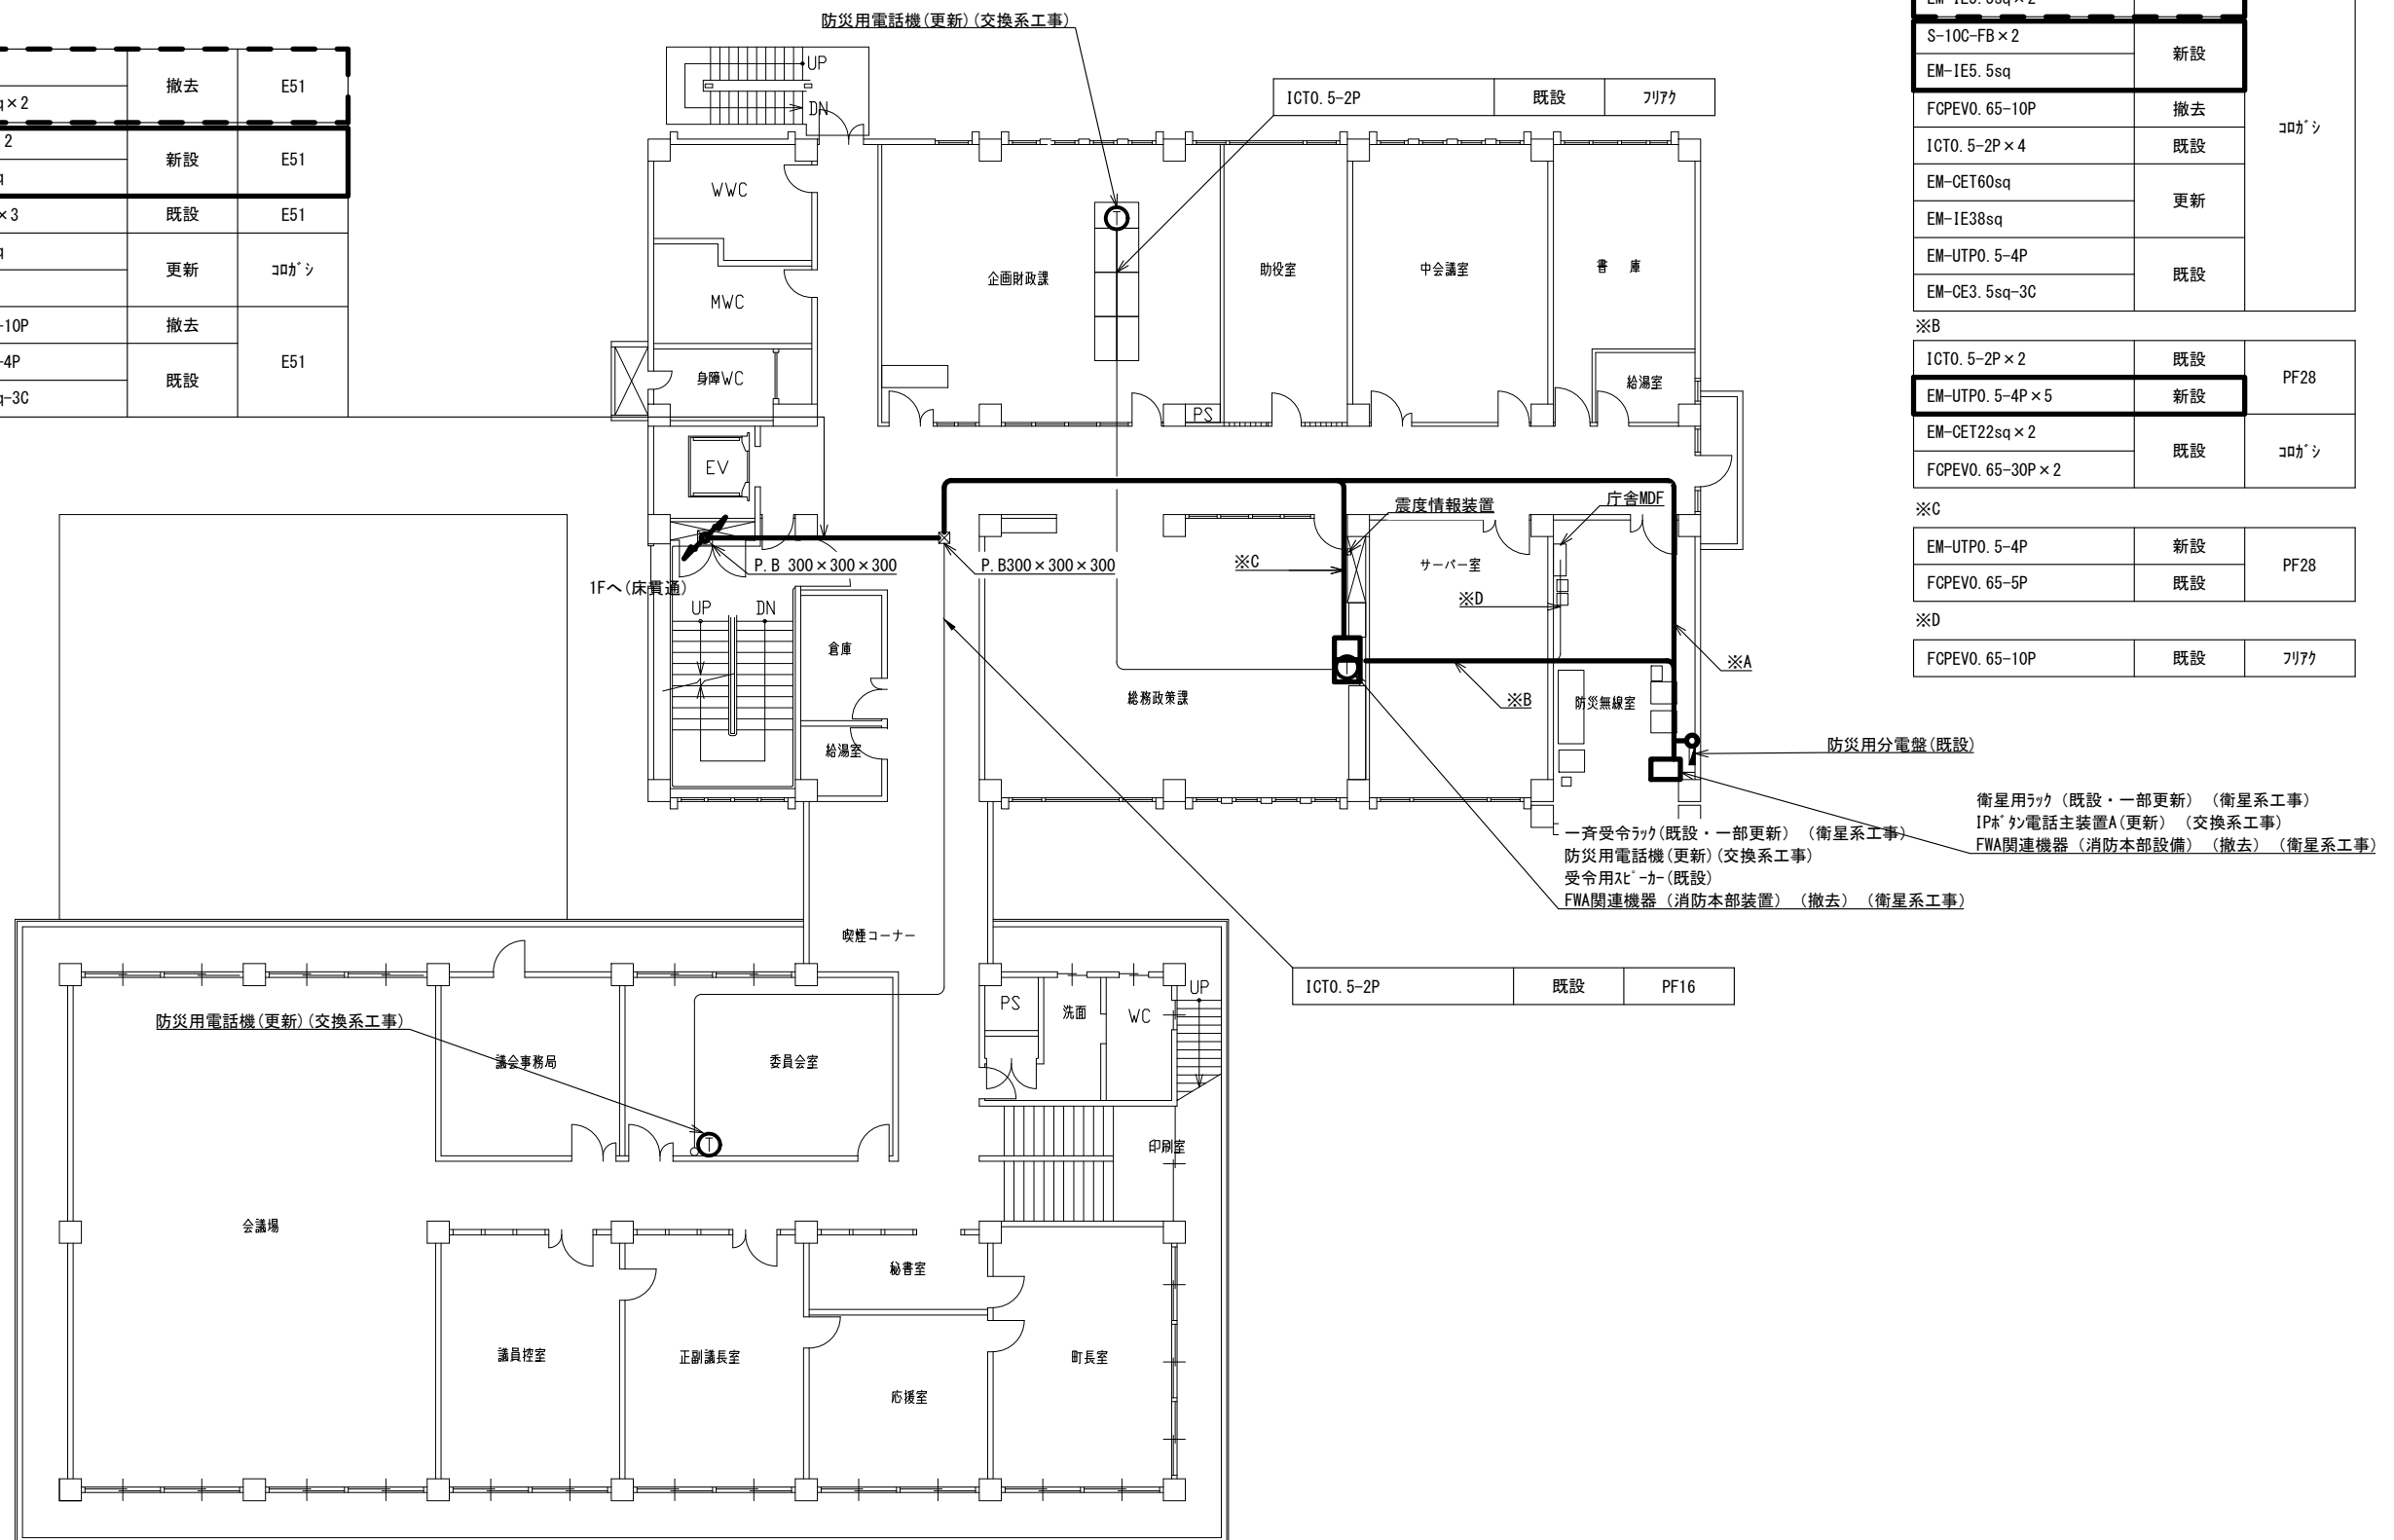 防災用電話機(更新)(交換系工事)
撤去
E51
q×2
2
新設
E51
q
×3
既設
E51
q
更新
コロガシ
-10P
撤去
-4P
既設
E51
q-3C
UP
DN
ICT0.5-2P
既設
フリアク
S-10C-FB×2
新設
EM-IE5.5sq
FCPEV0.65-10P
撤去
コロガシ
ICT0.5-2P×4
既設
EM-CET60sq
更新
EM-IE38sq
EM-UTP0.5-4P
既設
EM-CE3.5sq-3C
※B
ICT0.5-2P×2
既設
PF28
EM-UTP0.5-4P×5
新設
EM-CET22sq×2
既設
コロガシ
FCPEV0.65-30P×2
※C
EM-UTP0.5-4P
新設
PF28
FCPEV0.65-5P
既設
※D
FCPEV0.65-10P
既設
フリアク
WWC
MWC
身障WC
EV
T
企画財政課
助役室
中会議室
書 庫
給湯室
PS
震度情報装置
庁舎MDF
P.B 300×300×300
P.B300×300×300
※C
サーバー室
※D
1Fへ(床貫通)
UP
DN
倉庫
給湯室
総務政策課
T
※B
※A
防災無線室
防災用分電盤(既設)
衛星用ラック(既設・一部更新)(衛星系工事)
IPボタン電話主装置A(更新)(交換系工事)
FWA関連機器(消防本部設備)(撤去)(衛星系工事)
一斉受令ラック(既設・一部更新)(衛星系工事)
防災用電話機(更新)(交換系工事)
受令用スピーカー(既設)
FWA関連機器(消防本部装置)(撤去)(衛星系工事)
喫煙コーナー
ICT0.5-2P
既設
PF16
PS
洗面
WC
UP
防災用電話機(更新)(交換系工事)
議会事務局
委員会室
T
印刷室
会議場
秘書室
議員控室
正副議長室
応援室
町長室